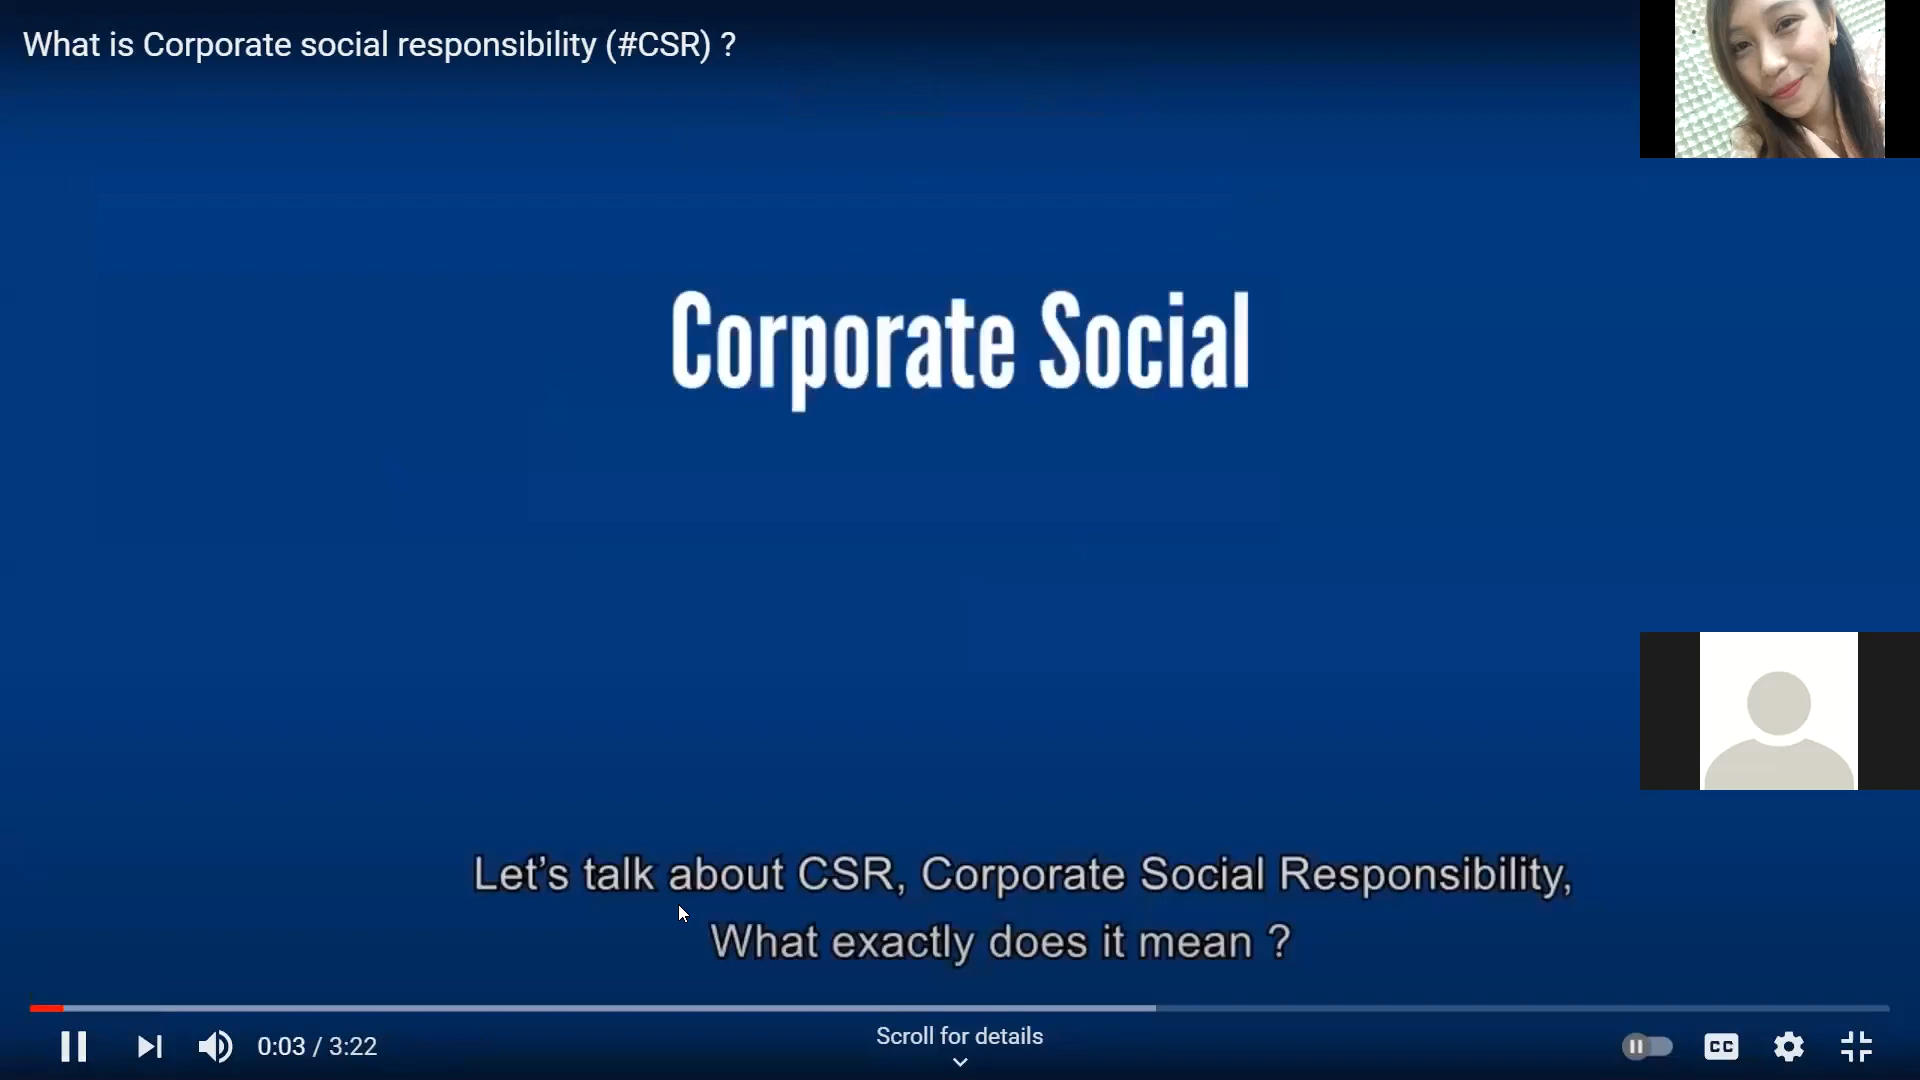 What is Corporate social responsibility (#CSR) ?
Corporate Social
Let’s talk about CSR, Corporate Social Responsibility,
What exactly does it mean ?
0:03 / 3:22
Scroll for details
CC